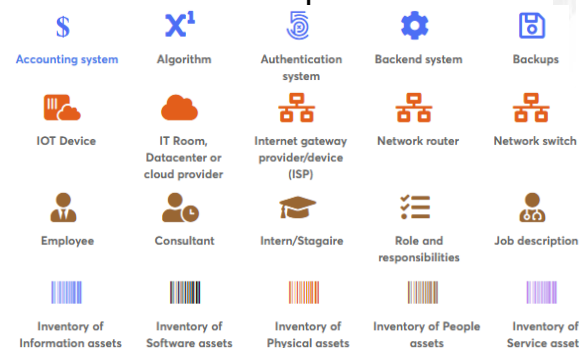 $ X¹
Accounting system Algorithm Authentication system Backend system Backups
IOT Device IT Room, Datacenter or cloud provider Internet gateway provider/device (ISP) Network router Network switch
Employee Consultant Intern/Stagaire Role and responsibilities Job description
Inventory of Information assets Inventory of Software assets Inventory of Physical assets Inventory of People assets Inventory of Service asset